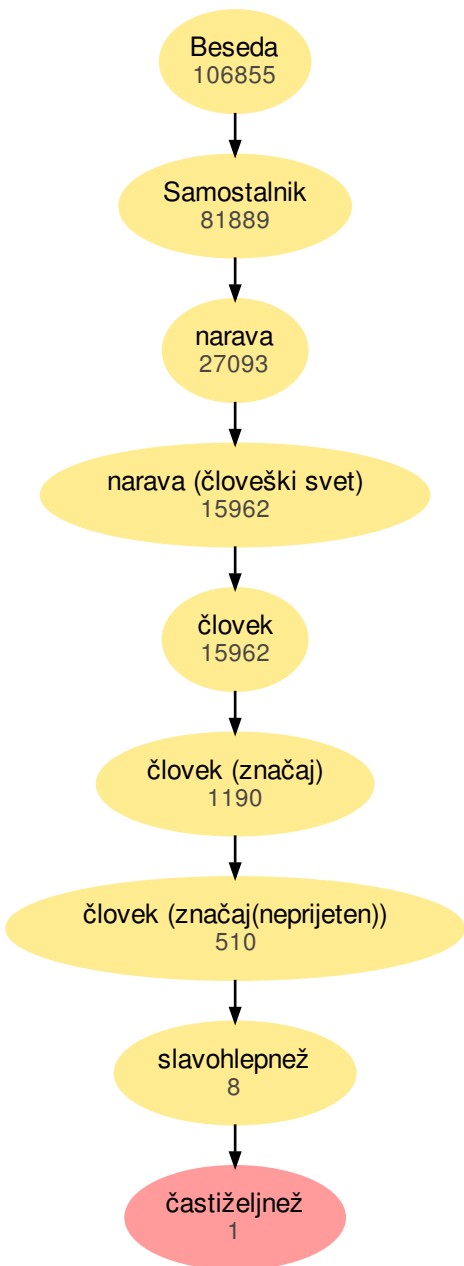 Beseda
106855
Samostalnik
81889
narava
27093
narava (človeški svet)
15962
človek
15962
človek (značaj)
1190
človek (značaj(neprijeten))
510
slavohlepnež
8
častiželjnež
1